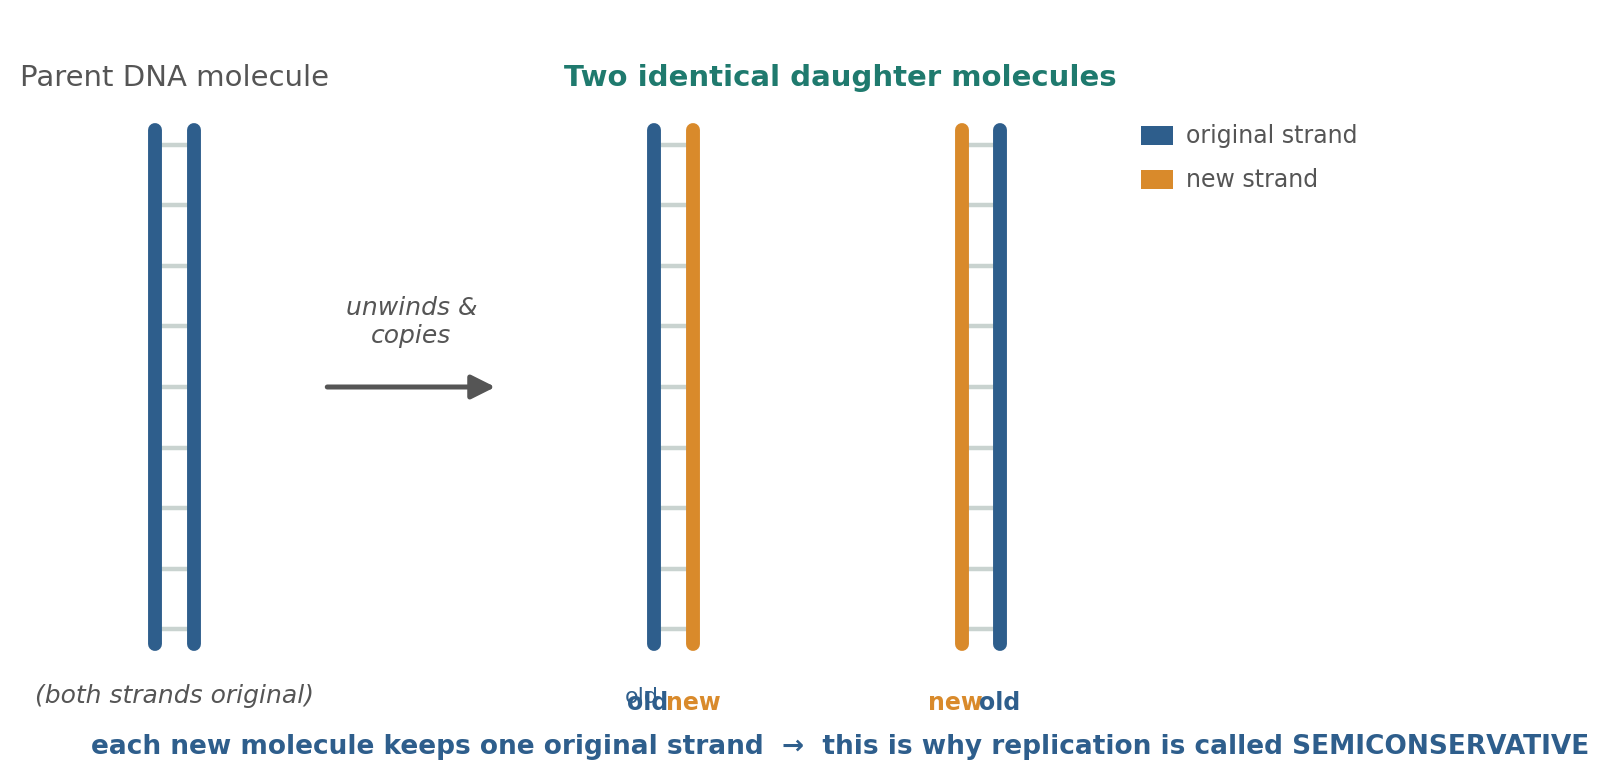 Parent DNA molecule
Two identical daughter molecules
original strand
new strand
unwinds &
copies
(both strands original)
old
old new
new old
each new molecule keeps one original strand → this is why replication is called SEMICONSERVATIVE